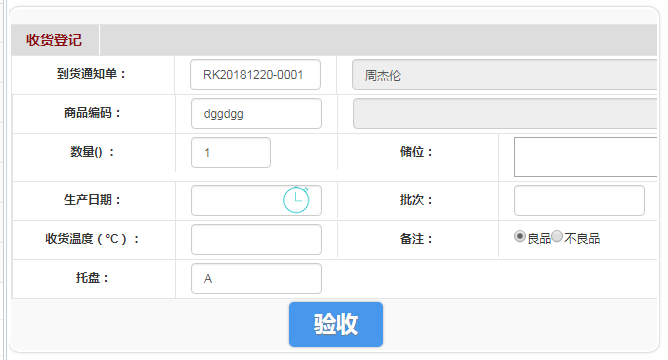 收货登记
到货通知单： RK20181220-0001 周杰伦
商品编码： dggdgg
数量()： 1 储位：
生产日期： 批次：
收货温度（℃）： 备注： 良品 不良品
托盘： A
验收